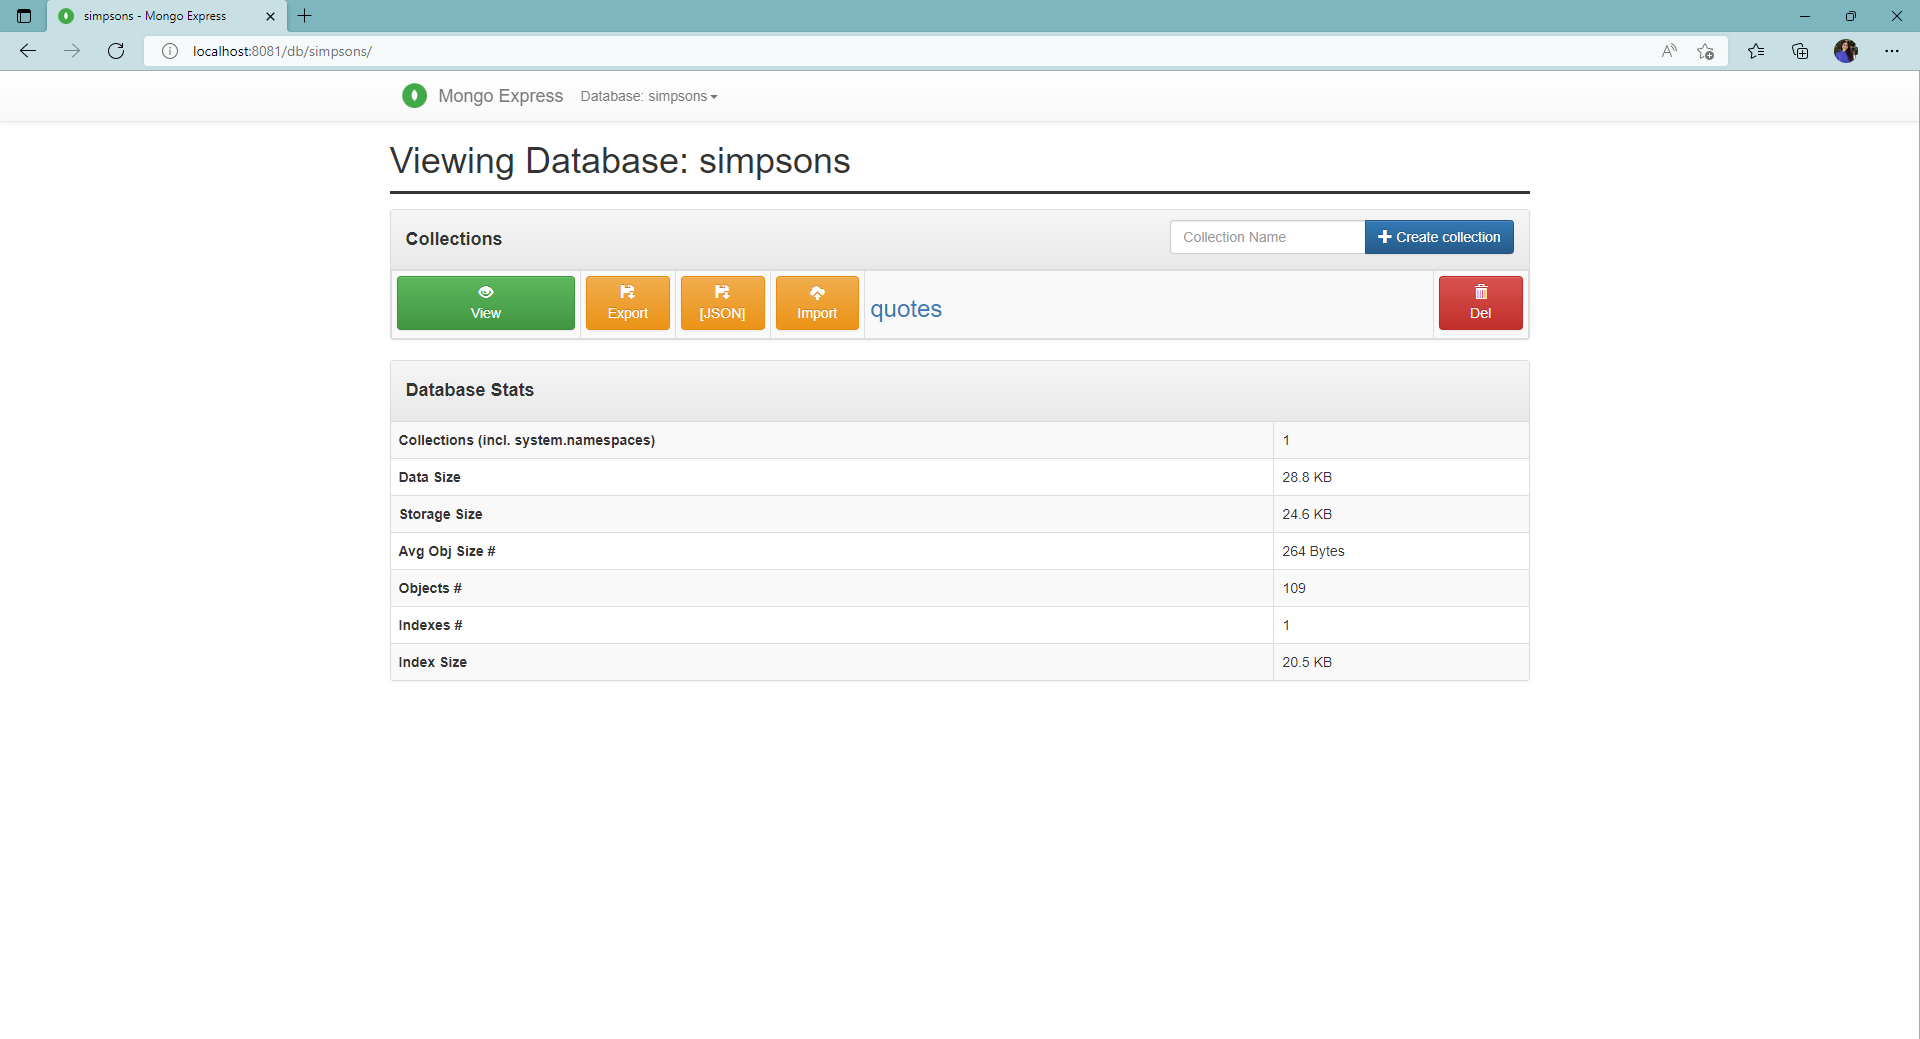 simpsons - Mongo Express
localhost:8081/db/simpsons/
Mongo Express Database: simpsons
Viewing Database: simpsons
Collections Collection Name Create collection
View Export [JSON] Import quotes Del
Database Stats
Collections (incl. system.namespaces) 1
Data Size 28.8 KB
Storage Size 24.6 KB
Avg Obj Size # 264 Bytes
Objects # 109
Indexes # 1
Index Size 20.5 KB